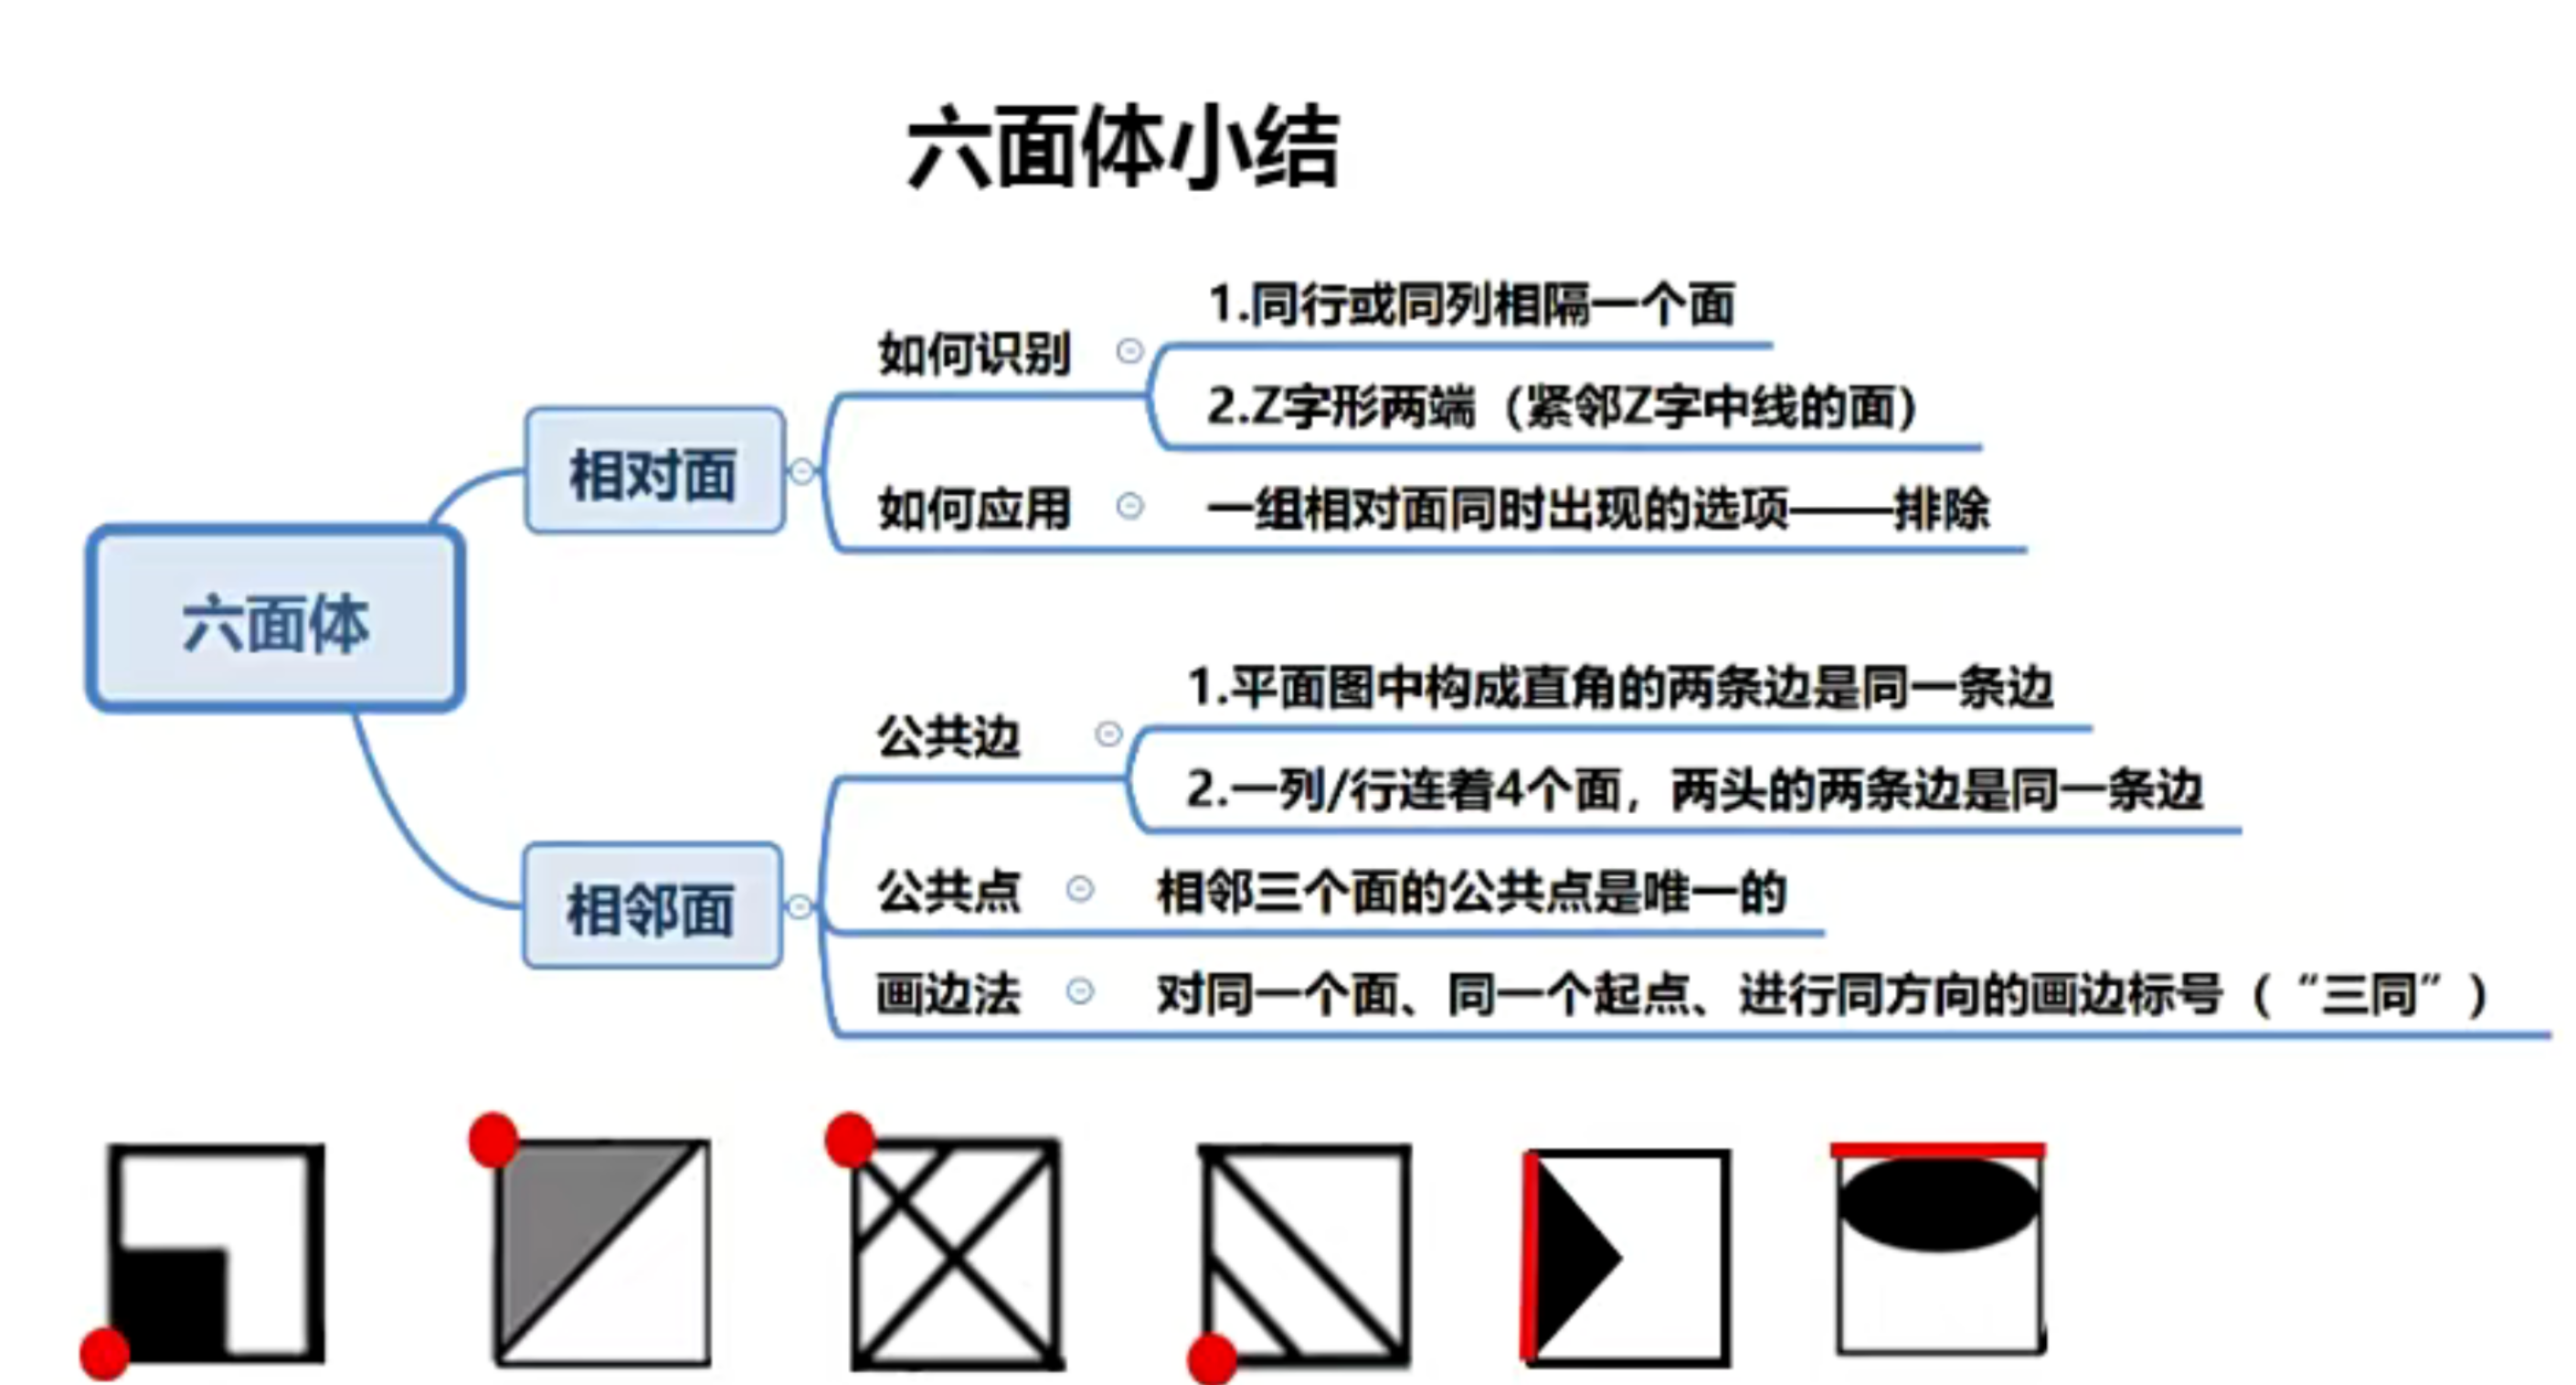 六面体小结
六面体
相对面
如何识别
1.同行或同列相隔一个面
2.Z字形两端（紧邻Z字中线的面）
如何应用
一组相对面同时出现的选项——排除
相邻面
公共边
1.平面图中构成直角的两条边是同一条边
2.一列/行连着4个面，两头的两条边是同一条边
公共点
相邻三个面的公共点是唯一的
画边法
对同一个面、同一个起点、进行同方向的画边标号（“三同”）